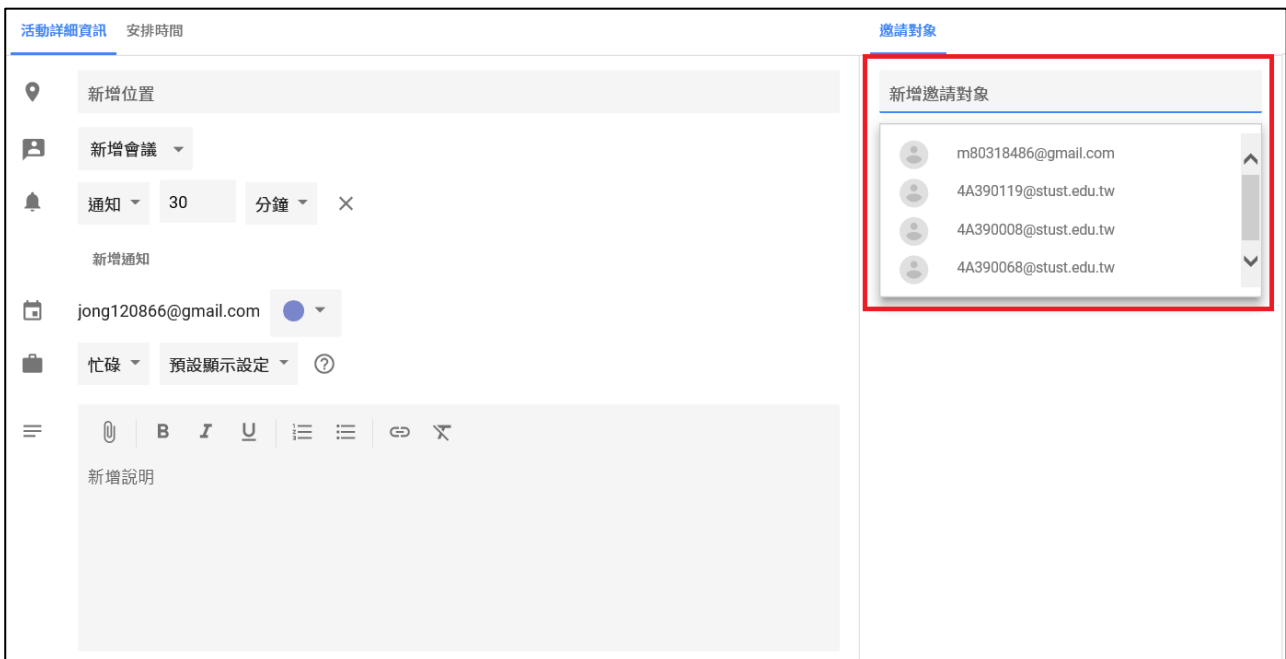 活動詳細資訊 安排時間
新增位置
新增會議
通知 30 分鐘
新增通知
jong120866@gmail.com
忙碌 預設顯示設定
B I U
新增說明
邀請對象
新增邀請對象
m80318486@gmail.com
4A390119@stust.edu.tw
4A390008@stust.edu.tw
4A390068@stust.edu.tw